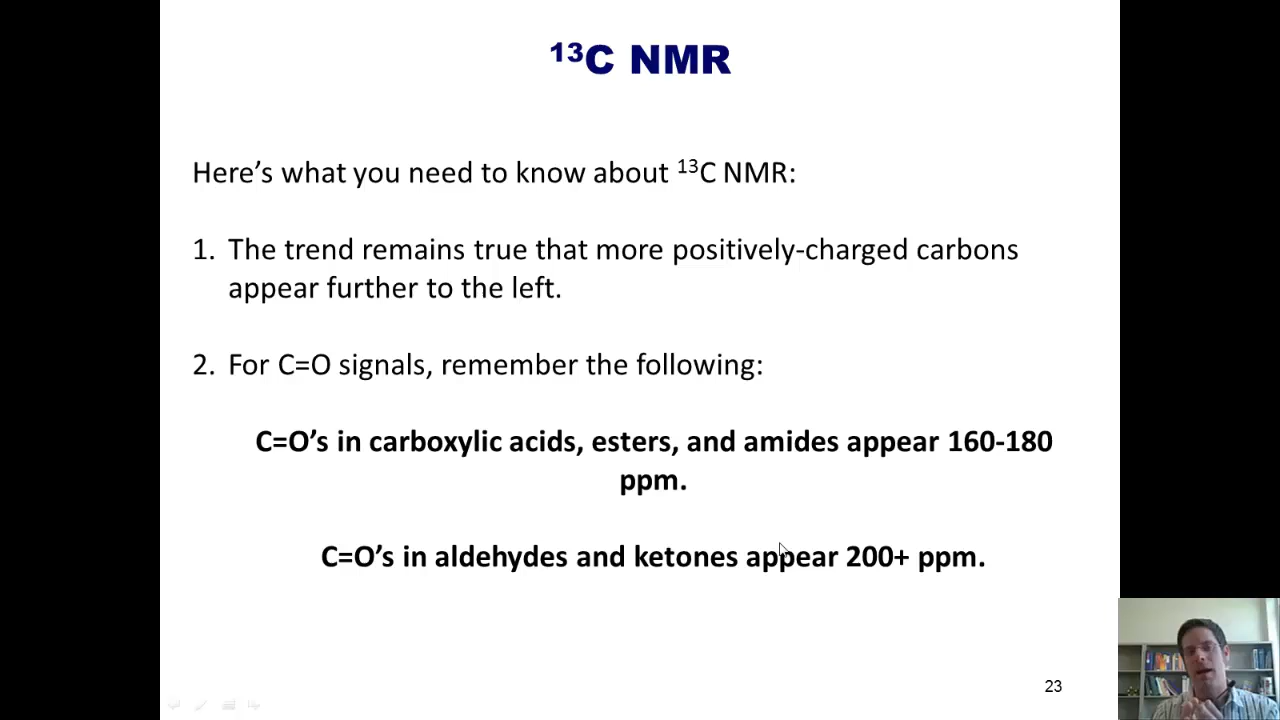 ¹³C NMR
Here’s what you need to know about ¹³C NMR:
1. The trend remains true that more positively-charged carbons
appear further to the left.
2. For C=O signals, remember the following:
C=O’s in carboxylic acids, esters, and amides appear 160-180
ppm.
C=O’s in aldehydes and ketones appear 200+ ppm.
23